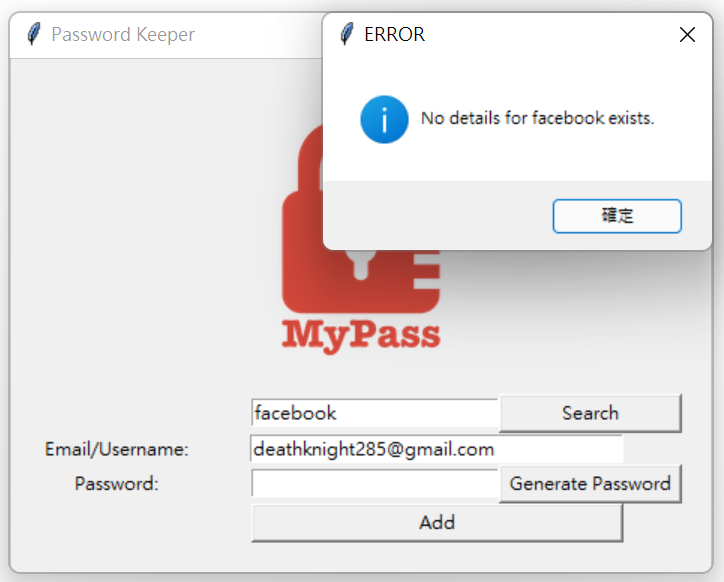 Password Keeper
ERROR
No details for facebook exists.
確定
MyPass
facebook
Search
Email/Username:
deathknight285@gmail.com
Password:
Generate Password
Add